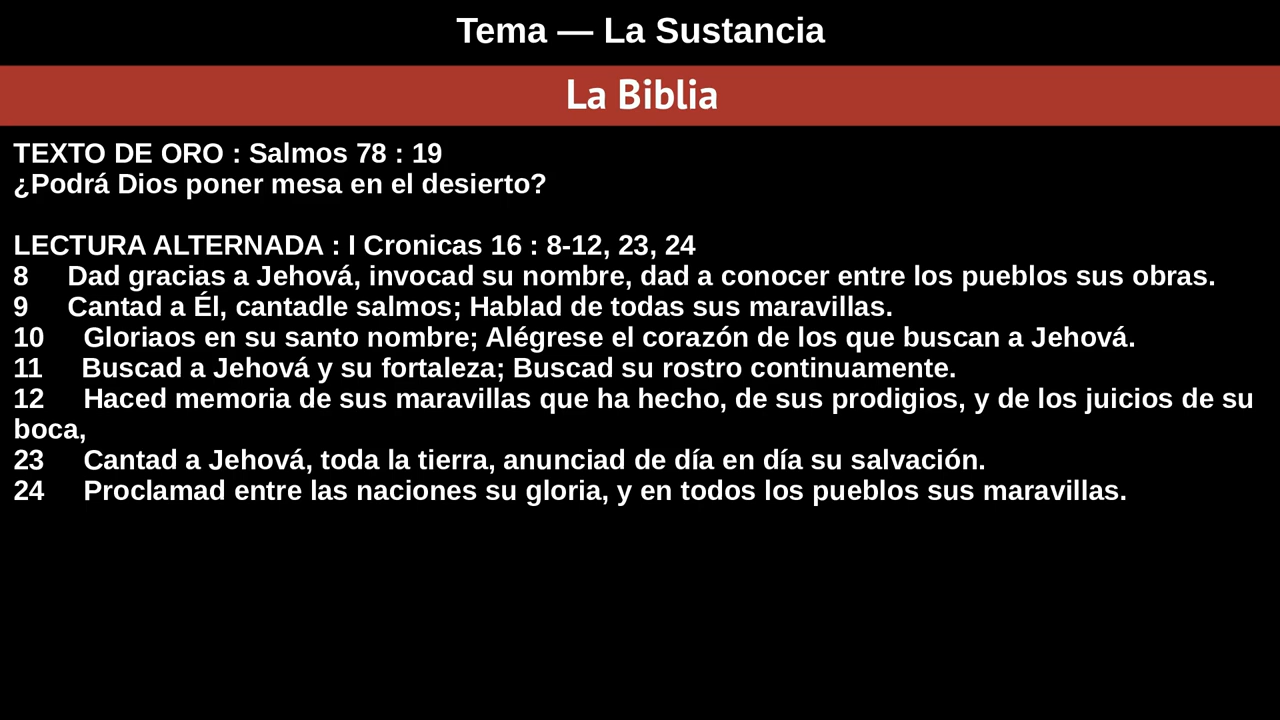 Tema — La Sustancia
La Biblia
TEXTO DE ORO : Salmos 78 : 19
¿Podrá Dios poner mesa en el desierto?
LECTURA ALTERNADA : I Cronicas 16 : 8-12, 23, 24
8 Dad gracias a Jehová, invocad su nombre, dad a conocer entre los pueblos sus obras.
9 Cantad a Él, cantadle salmos; Hablad de todas sus maravillas.
10 Gloriaos en su santo nombre; Alégrese el corazón de los que buscan a Jehová.
11 Buscad a Jehová y su fortaleza; Buscad su rostro continuamente.
12 Haced memoria de sus maravillas que ha hecho, de sus prodigios, y de los juicios de su
boca,
23 Cantad a Jehová, toda la tierra, anunciad de día en día su salvación.
24 Proclamad entre las naciones su gloria, y en todos los pueblos sus maravillas.